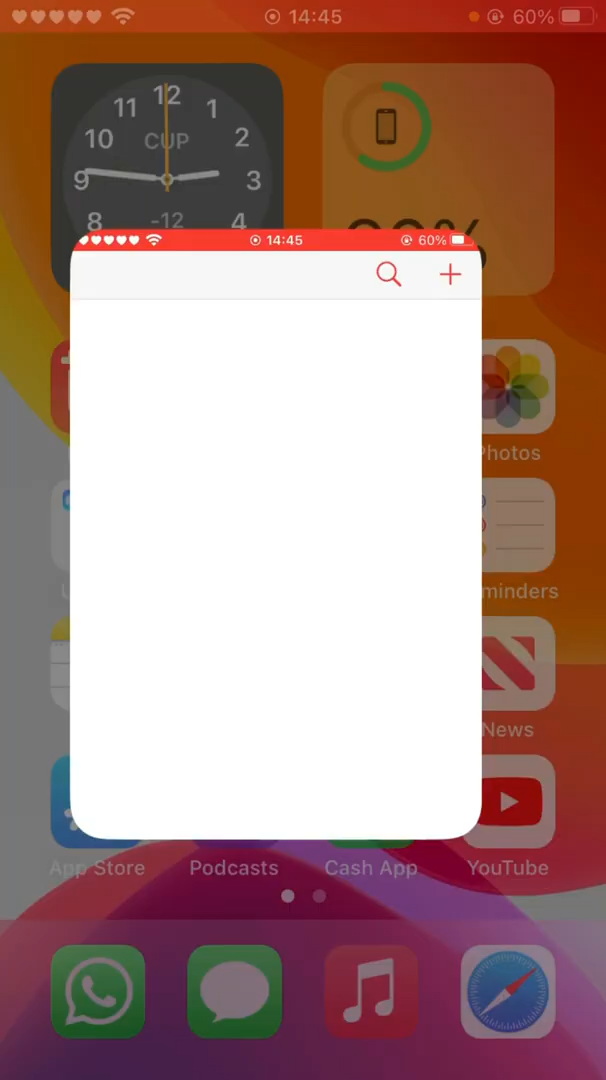 14:45 60%
12
11 1
10 CUP 2
9 3
8 -12 4
14:45 60%
Photos
minders
News
App Store Podcasts Cash App YouTube